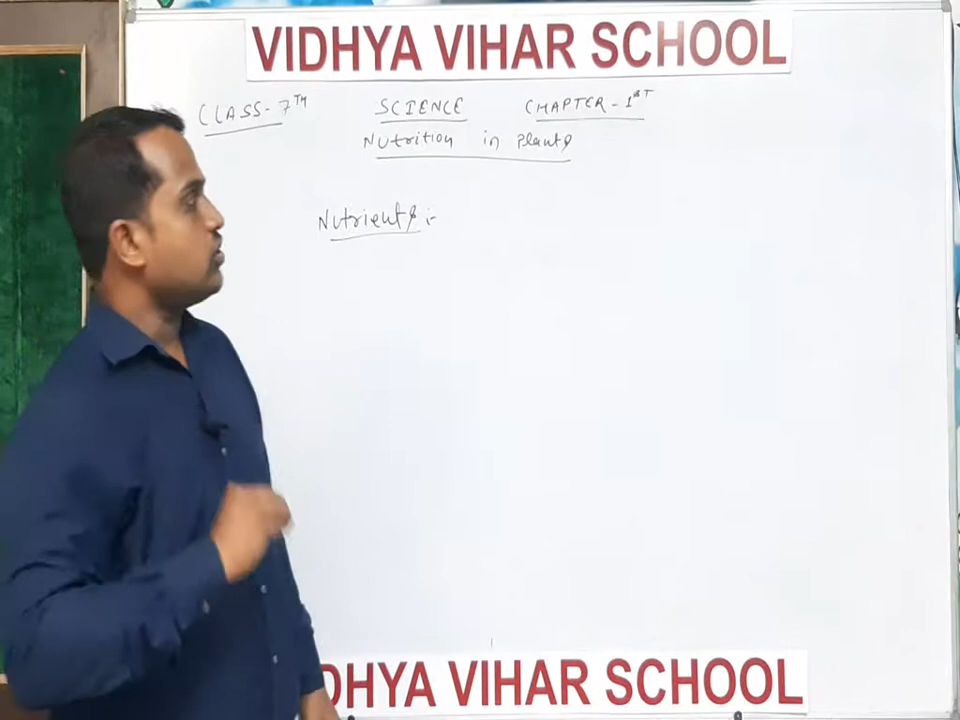 VIDHYA VIHAR SCHOOL
CLASS-7TH SCIENCE CHAPTER-1ST
Nutrition in Plants
Nutrients :-
DHYA VIHAR SCHOOL